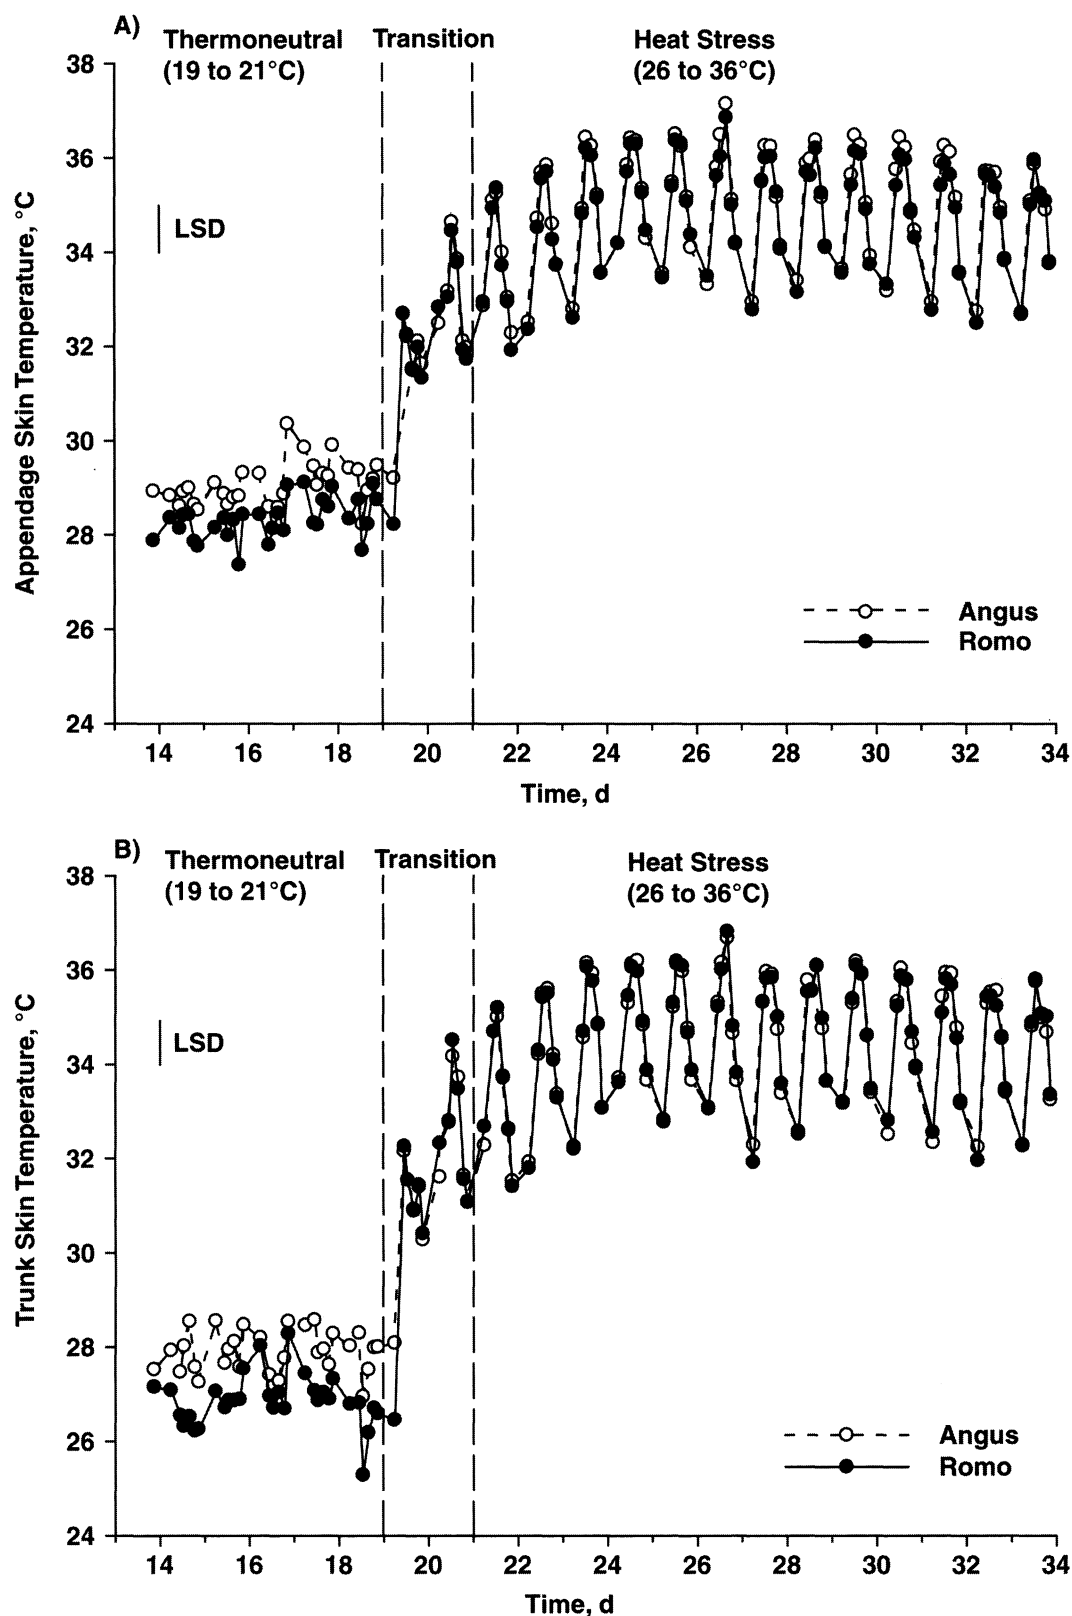 A)
Thermoneutral Transition Heat Stress
(19 to 21°C) (26 to 36°C)
38
36
34
32
30
28
26
24
Appendage Skin Temperature, °C
LSD
Angus
Romo
14 16 18 20 22 24 26 28 30 32 34
Time, d
B)
Thermoneutral Transition Heat Stress
(19 to 21°C) (26 to 36°C)
38
36
34
32
30
28
26
24
Trunk Skin Temperature, °C
LSD
Angus
Romo
14 16 18 20 22 24 26 28 30 32 34
Time, d